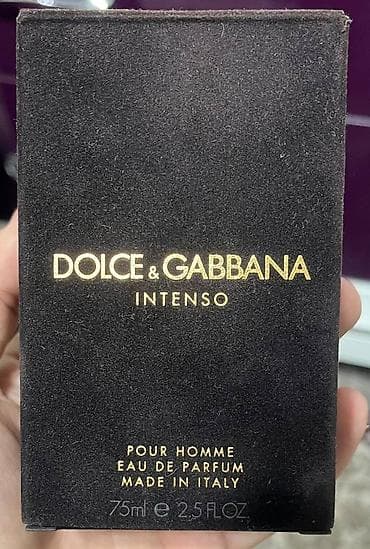 DOLCE & GABBANA
INTENSO
POUR HOMME
EAU DE PARFUM
MADE IN ITALY
75ml e 2.5 FL.OZ